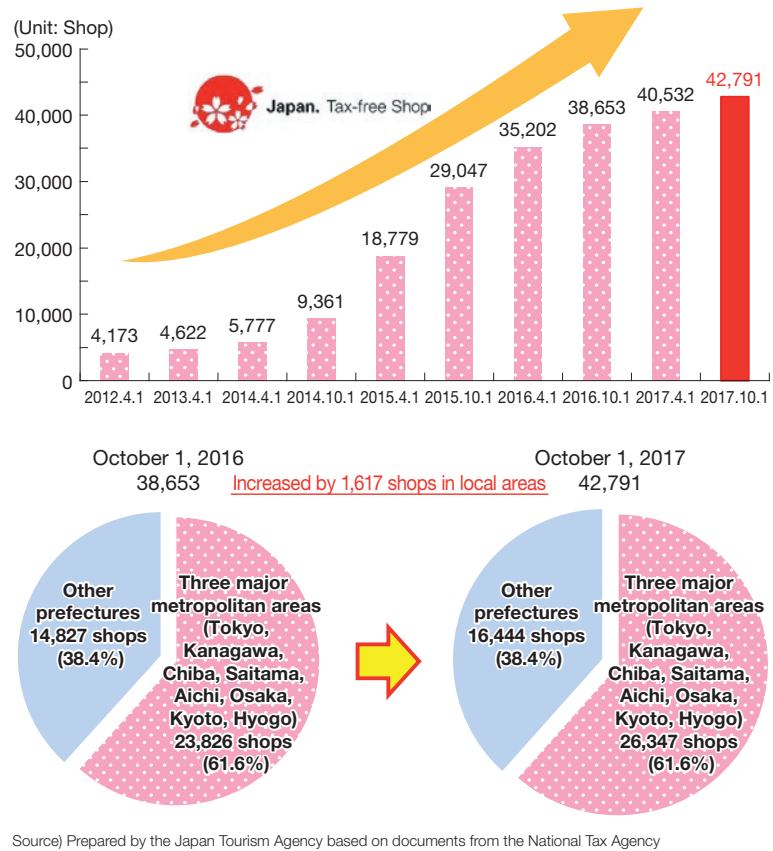 (Unit: Shop)
50,000
40,000
30,000
20,000
10,000
0
Japan. Tax-free Shop
4,173
4,622
5,777
9,361
18,779
29,047
35,202
38,653
40,532
42,791
2012.4.1 2013.4.1 2014.4.1 2014.10.1 2015.4.1 2015.10.1 2016.4.1 2016.10.1 2017.4.1 2017.10.1
October 1, 2016
38,653
Increased by 1,617 shops in local areas
October 1, 2017
42,791
Other
prefectures
14,827 shops
(38.4%)
Three major
metropolitan areas
(Tokyo,
Kanagawa,
Chiba, Saitama,
Aichi, Osaka,
Kyoto, Hyogo)
23,826 shops
(61.6%)
Other
prefectures
16,444 shops
(38.4%)
Three major
metropolitan areas
(Tokyo,
Kanagawa,
Chiba, Saitama,
Aichi, Osaka,
Kyoto, Hyogo)
26,347 shops
(61.6%)
Source) Prepared by the Japan Tourism Agency based on documents from the National Tax Agency